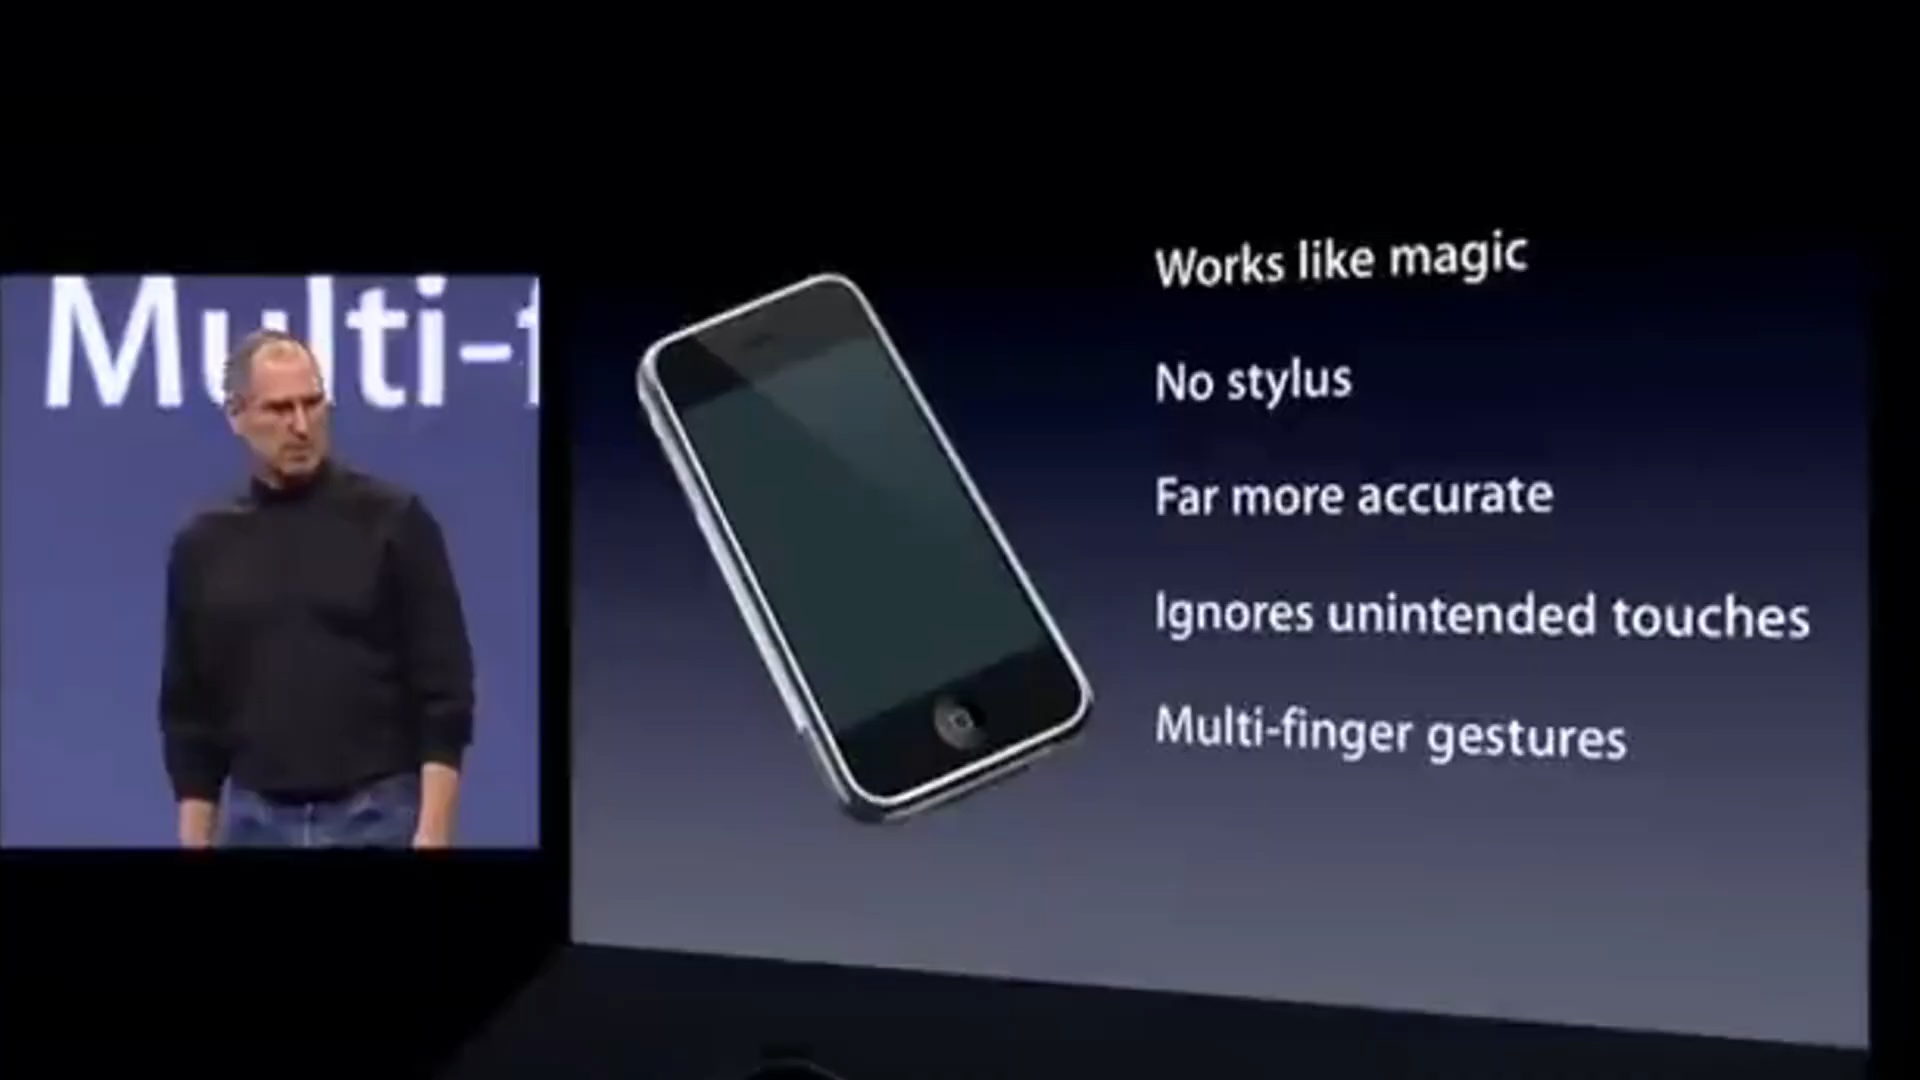 Multi-f
Works like magic
No stylus
Far more accurate
Ignores unintended touches
Multi-finger gestures